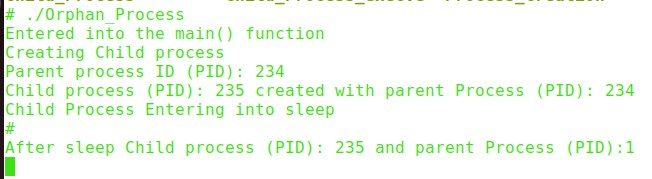 # ./Orphan_Process
Entered into the main() function
Creating Child process
Parent process ID (PID): 234
Child process (PID): 235 created with parent Process (PID): 234
Child Process Entering into sleep
#
After sleep Child process (PID): 235 and parent Process (PID):1